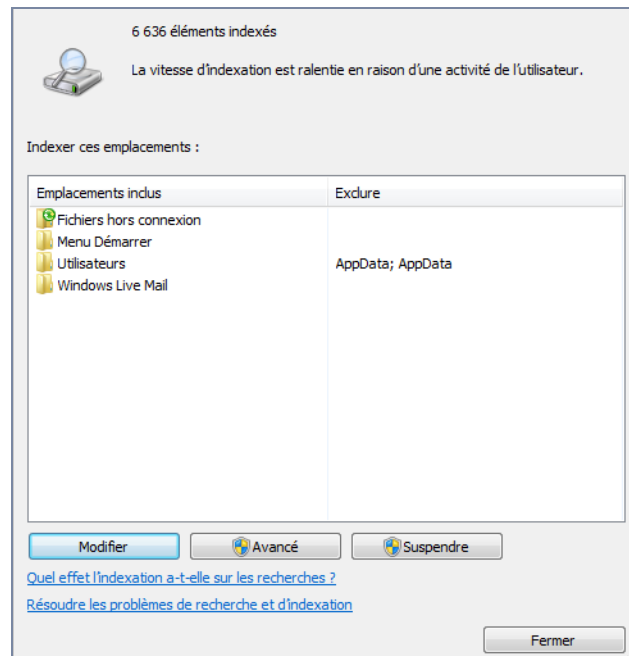 6 636 éléments indexés
La vitesse d'indexation est ralentie en raison d'une activité de l'utilisateur.
Indexer ces emplacements :
Emplacements inclus Exclure
Fichiers hors connexion
Menu Démarrer
Utilisateurs AppData; AppData
Windows Live Mail
Modifier Avancé Suspendre
Quel effet l'indexation a-t-elle sur les recherches ?
Résoudre les problèmes de recherche et d'indexation
Fermer